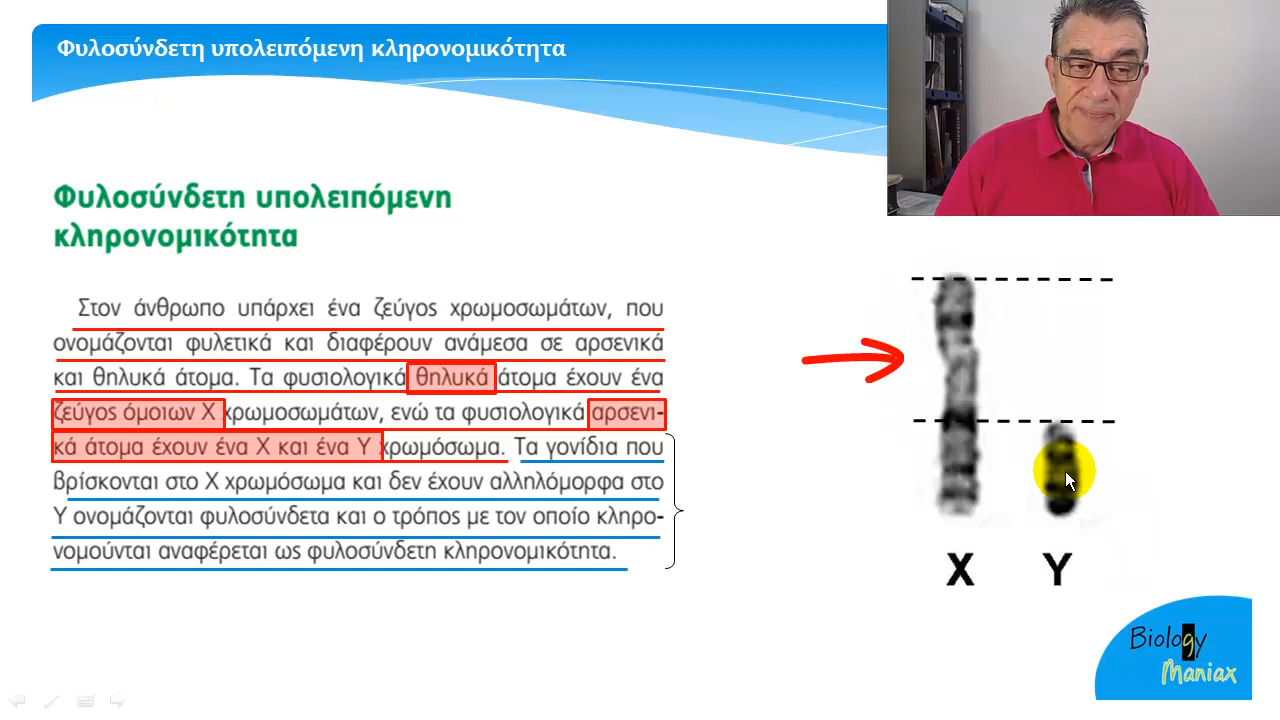 Φυλοσύνδετη υπολειπόμενη κληρονομικότητα
Φυλοσύνδετη υπολειπόμενη
κληρονομικότητα
Στον άνθρωπο υπάρχει ένα ζεύγος χρωμοσωμάτων, που
ονομάζονται φυλετικά και διαφέρουν ανάμεσα σε αρσενικά
και θηλυκά άτομα. Τα φυσιολογικά θηλυκά άτομα έχουν ένα
ζεύγος όμοιων Χ χρωμοσωμάτων, ενώ τα φυσιολογικά αρσενι-
κά άτομα έχουν ένα Χ και ένα Υ χρωμόσωμα. Τα γονίδια που
βρίσκονται στο Χ χρωμόσωμα και δεν έχουν αλληλόμορφα στο
Υ ονομάζονται φυλοσύνδετα και ο τρόπος με τον οποίο κληρο-
νομούνται αναφέρεται ως φυλοσύνδετη κληρονομικότητα.
X Y
Biology
Maniax